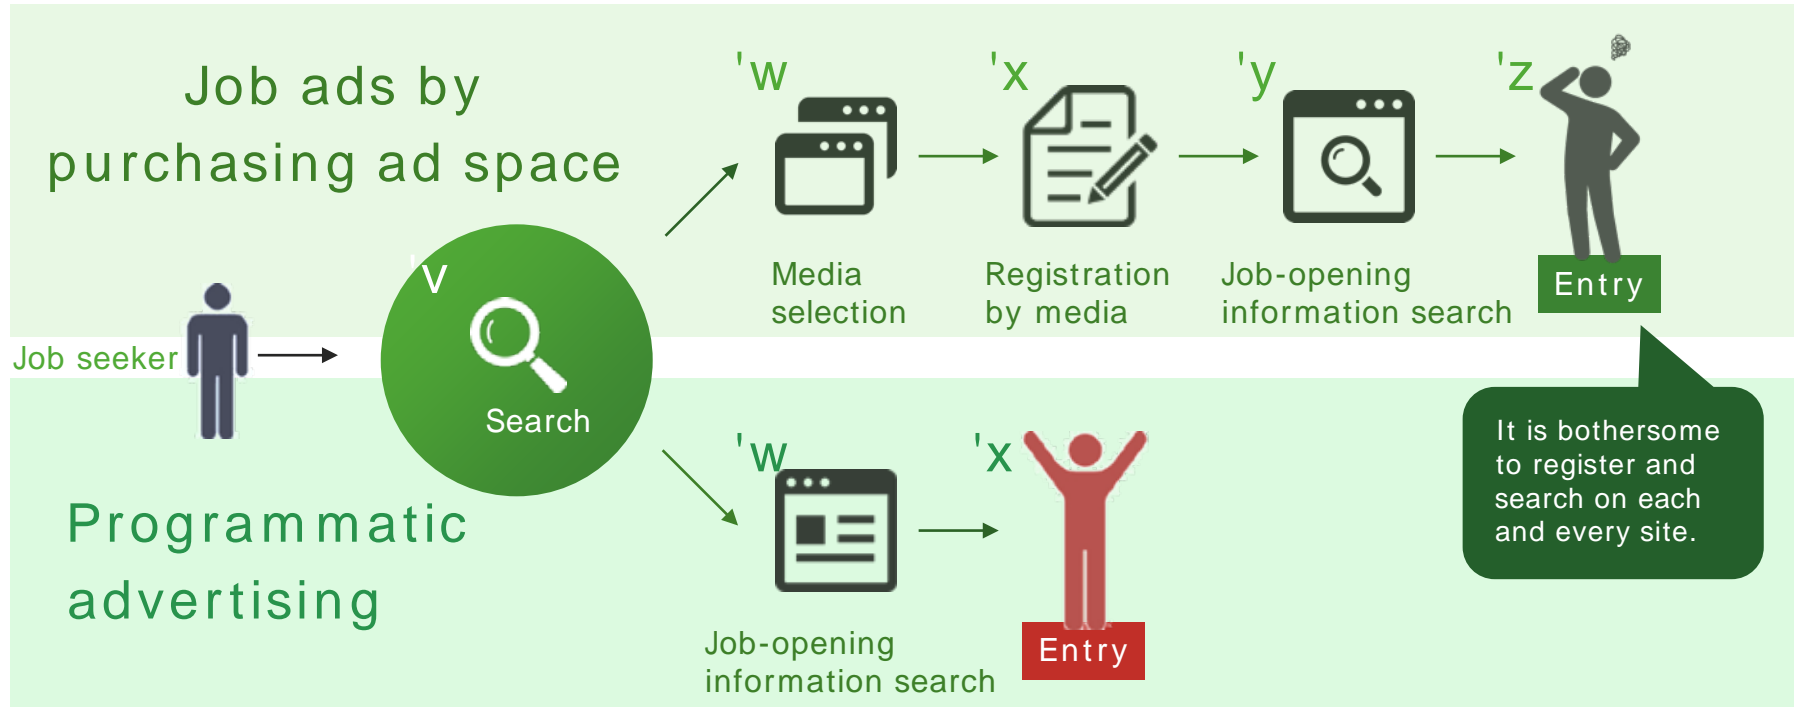 Job ads by
purchasing ad space
'w
'x
'y
'z
Media
selection
Registration
by media
Job-opening
information search
Entry
Job seeker
'v
Search
It is bothersome
to register and
search on each
and every site.
Programmatic
advertising
'w
'x
Job-opening
information search
Entry